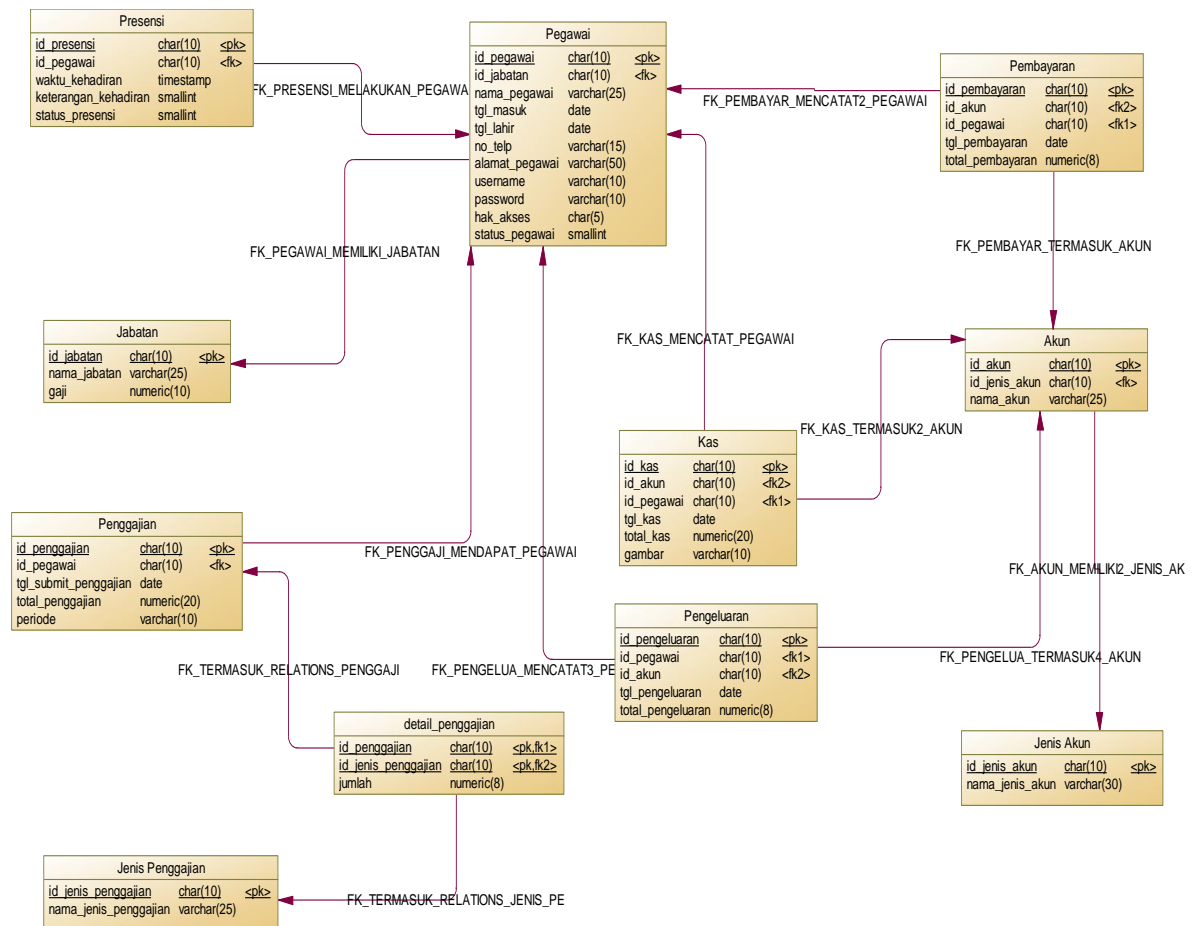 Presensi
id_presensi char(10) <pk>
id_pegawai char(10) <fk>
waktu_kehadiran timestamp
keterangan_kehadiran smallint
status_presensi smallint
FK_PRESENSI_MELAKUKAN_PEGAWA
Pegawai
id_pegawai char(10) <pk>
id_jabatan char(10) <fk>
nama_pegawai varchar(25)
tgl_masuk date
tgl_lahir date
no_telp varchar(15)
alamat_pegawai varchar(50)
username varchar(10)
password varchar(10)
hak_akses char(5)
status_pegawai smallint
FK_PEMBAYAR_MENCATAT2_PEGAWAI
Pembayaran
id_pembayaran char(10) <pk>
id_akun char(10) <fk2>
id_pegawai char(10) <fk1>
tgl_pembayaran date
total_pembayaran numeric(8)
FK_PEGAWAI_MEMILIKI_JABATAN
FK_PEMBAYAR_TERMASUK_AKUN
Jabatan
id_jabatan char(10) <pk>
nama_jabatan varchar(25)
gaji numeric(10)
FK_KAS_MENCATAT_PEGAWAI
Akun
id_akun char(10) <pk>
id_jenis_akun char(10) <fk>
nama_akun varchar(25)
FK_KAS_TERMASUK2_AKUN
Kas
id_kas char(10) <pk>
id_akun char(10) <fk2>
id_pegawai char(10) <fk1>
tgl_kas date
total_kas numeric(20)
gambar varchar(10)
Penggajian
id_penggajian char(10) <pk>
id_pegawai char(10) <fk>
tgl_submit_penggajian date
total_penggajian numeric(20)
periode varchar(10)
FK_PENGGAJI_MENDAPAT_PEGAWAI
FK_AKUN_MEMILIKI2_JENIS_AK
Pengeluaran
id_pengeluaran char(10) <pk>
id_pegawai char(10) <fk1>
id_akun char(10) <fk2>
tgl_pengeluaran date
total_pengeluaran numeric(8)
FK_TERMASUK_RELATIONS_PENGGAJI
FK_PENGELUA_MENCATAT3_PE
FK_PENGELUA_TERMASUK4_AKUN
detail_penggajian
id_penggajian char(10) <pk,fk1>
id_jenis_penggajian char(10) <pk,fk2>
jumlah numeric(8)
Jenis Akun
id_jenis_akun char(10) <pk>
nama_jenis_akun varchar(30)
Jenis Penggajian
id_jenis_penggajian char(10) <pk>
nama_jenis_penggajian varchar(25)
FK_TERMASUK_RELATIONS_JENIS_PE